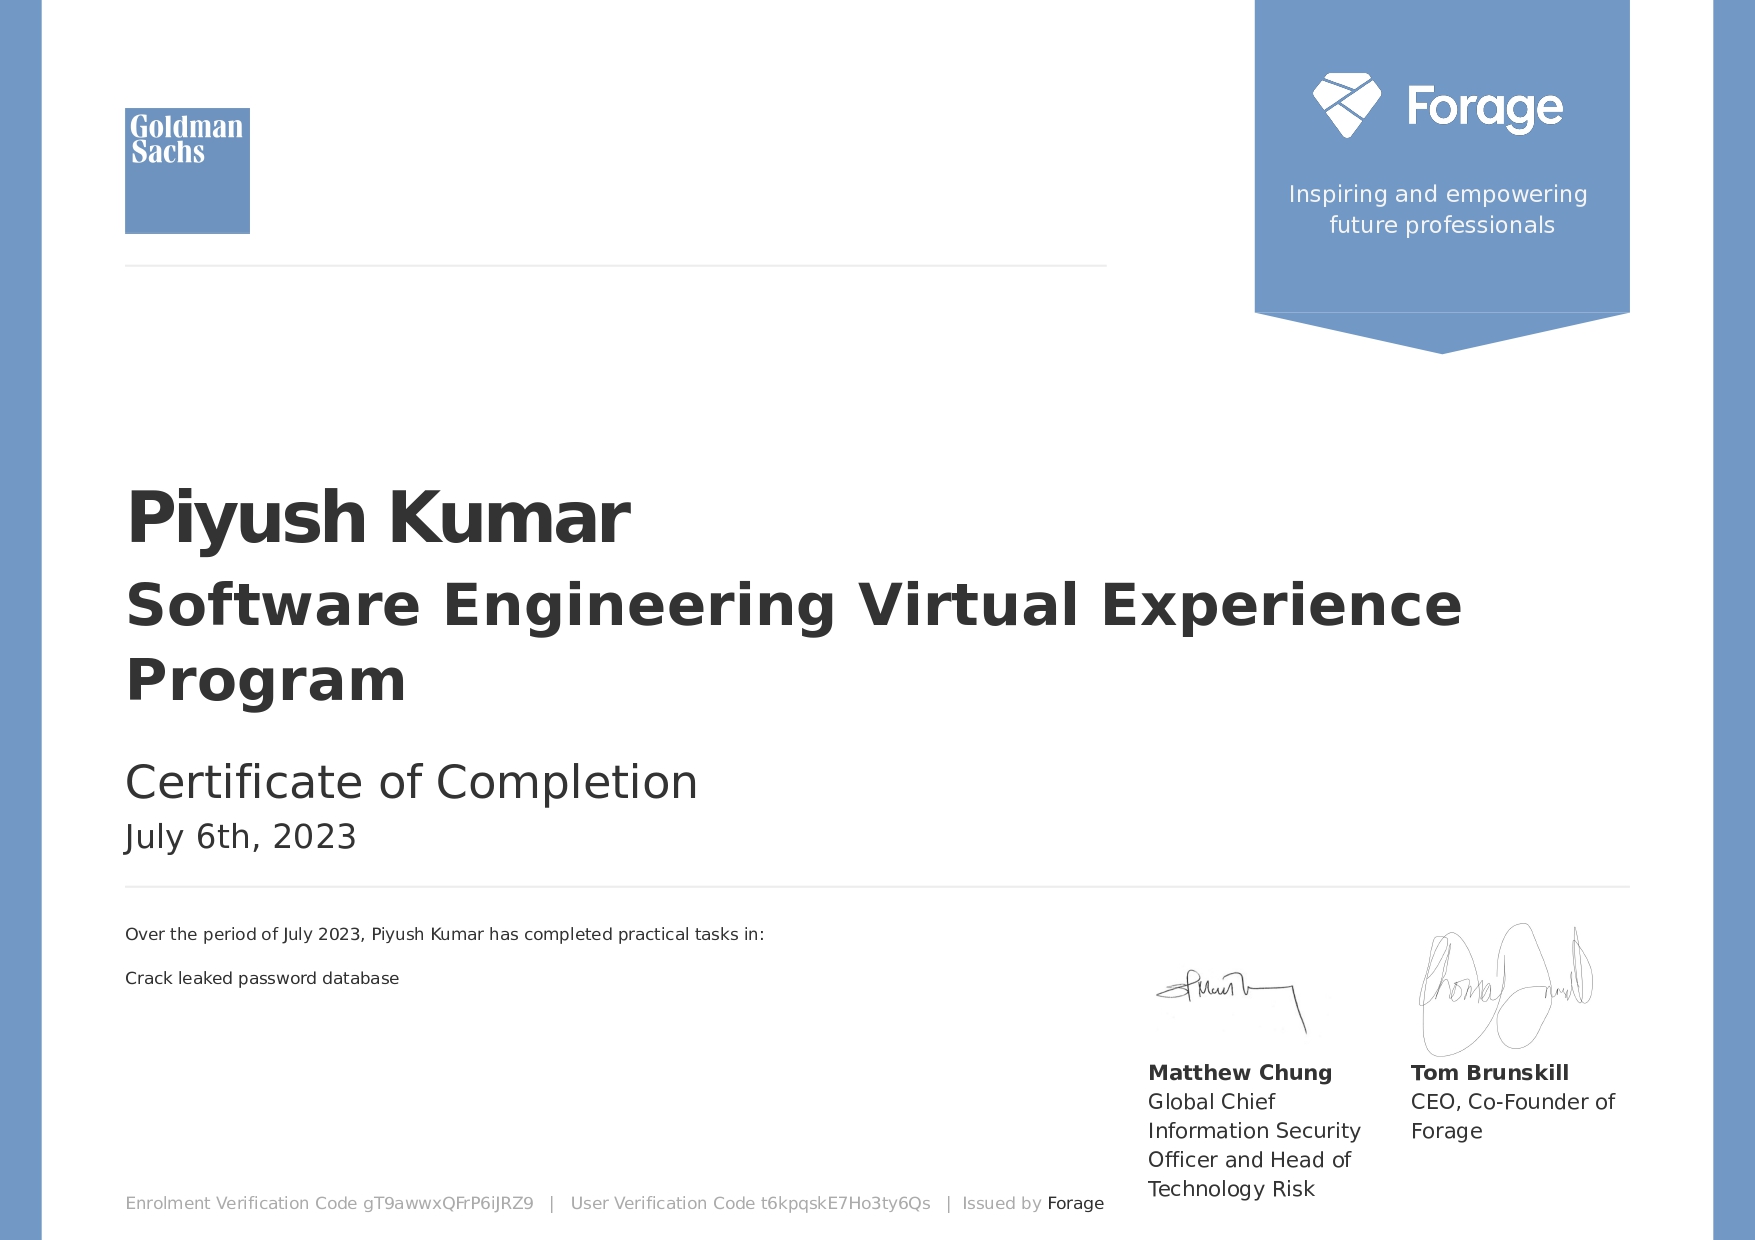 Goldman
Sachs
Forage
Inspiring and empowering
future professionals
Piyush Kumar
Software Engineering Virtual Experience
Program
Certificate of Completion
July 6th, 2023
Over the period of July 2023, Piyush Kumar has completed practical tasks in:
Crack leaked password database
Matthew Chung
Global Chief
Information Security
Officer and Head of
Technology Risk
Tom Brunskill
CEO, Co-Founder of
Forage
Enrolment Verification Code gT9awwxQFrP6iJRZ9 | User Verification Code t6kpqskE7Ho3ty6Qs | Issued by Forage